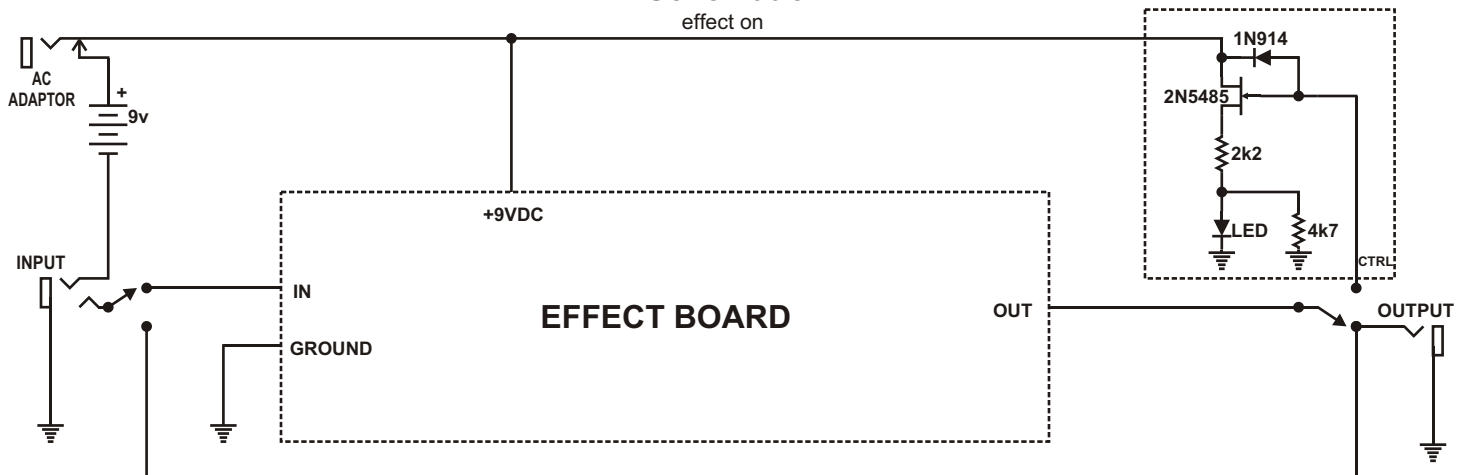 effect on
1N914
AC
ADAPTOR
+
9v
2N5485
2k2
+9VDC
LED
4k7
INPUT
CTRL
IN
EFFECT BOARD
OUT
OUTPUT
GROUND